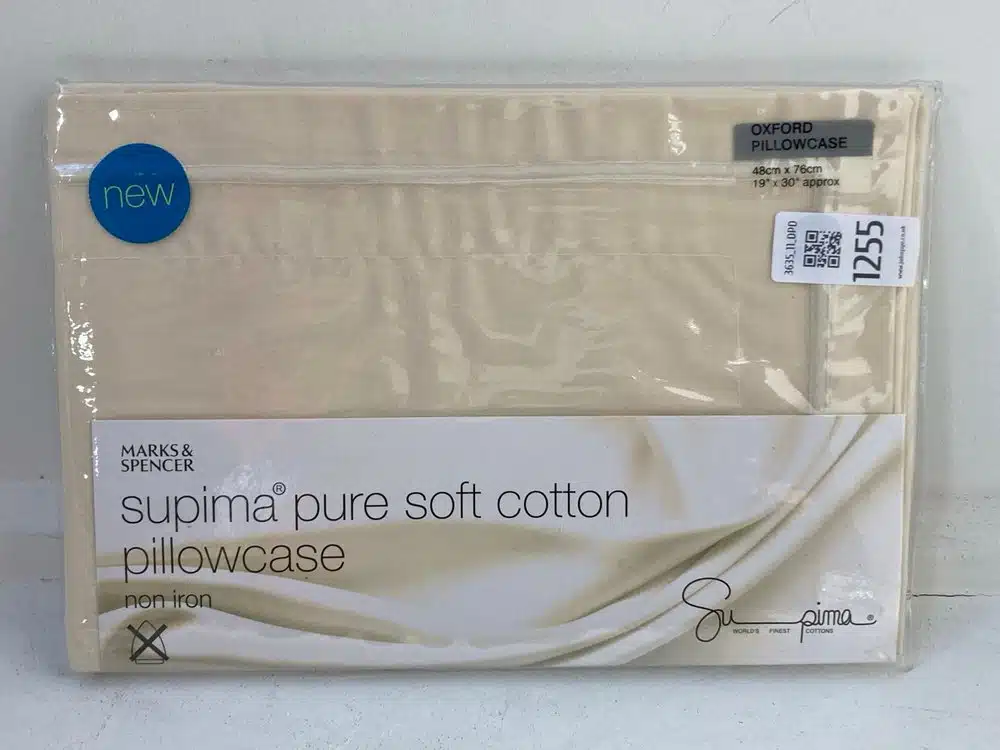 new
OXFORD
PILLOWCASE
48cm x 76cm
19" x 30" approx
3635_11_DPD
1255
MARKS &
SPENCER
supima® pure soft cotton
pillowcase
non iron
Supima®
WORLD'S FINEST COTTONS